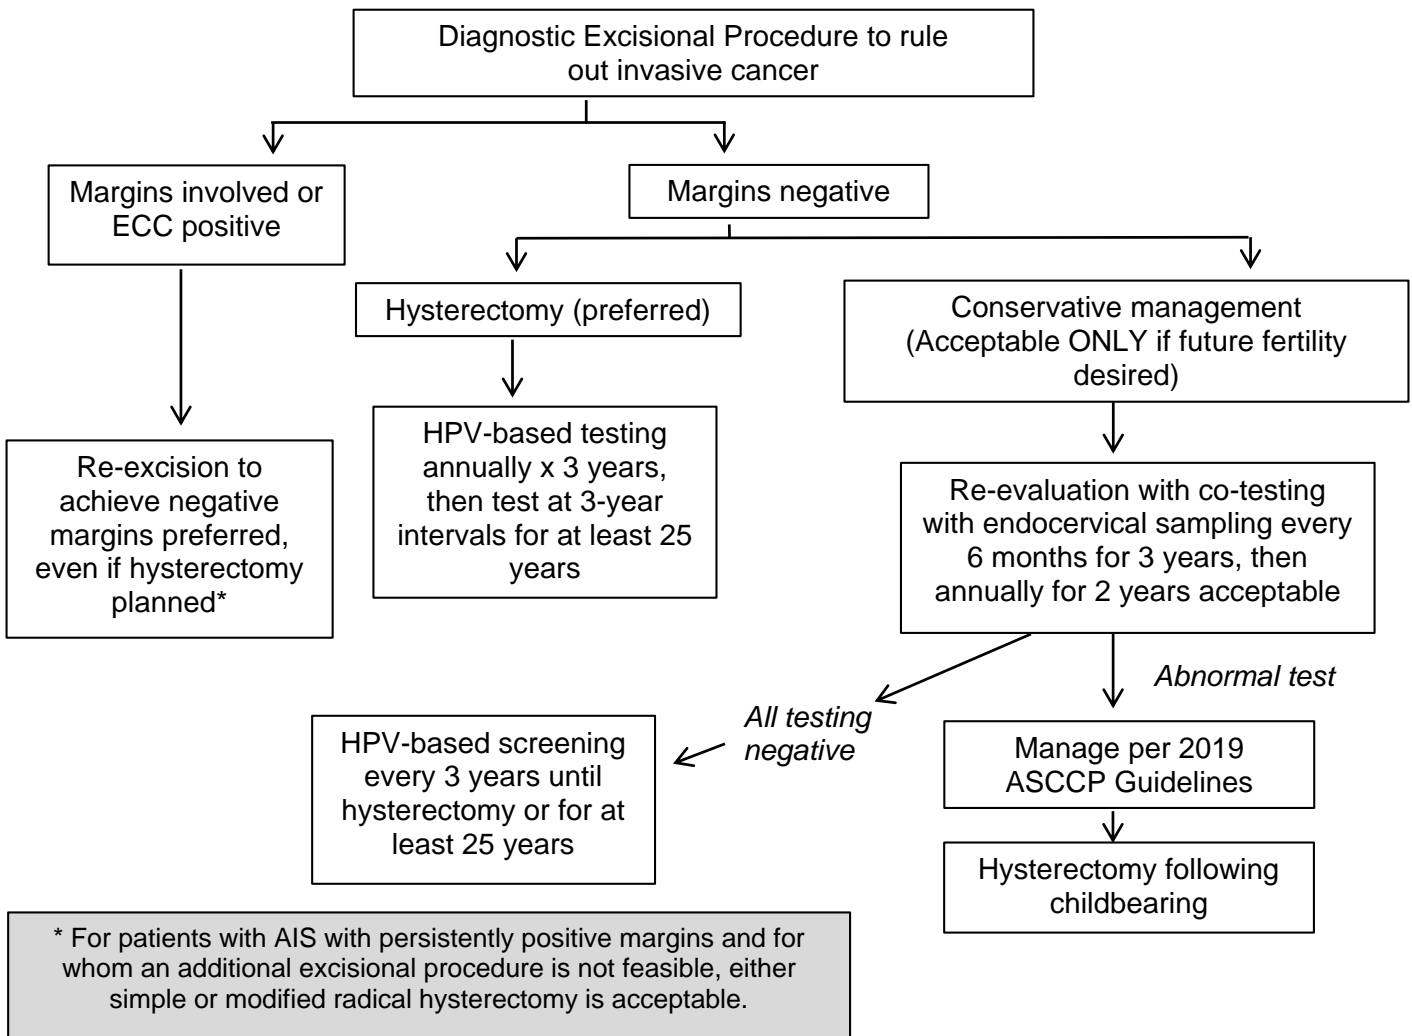 Diagnostic Excisional Procedure to rule
out invasive cancer
Margins involved or
ECC positive
Margins negative
Hysterectomy (preferred)
Conservative management
(Acceptable ONLY if future fertility
desired)
Re-excision to
achieve negative
margins preferred,
even if hysterectomy
planned*
HPV-based testing
annually x 3 years,
then test at 3-year
intervals for at least 25
years
Re-evaluation with co-testing
with endocervical sampling every
6 months for 3 years, then
annually for 2 years acceptable
All testing
negative
Abnormal test
HPV-based screening
every 3 years until
hysterectomy or for at
least 25 years
Manage per 2019
ASCCP Guidelines
Hysterectomy following
childbearing
* For patients with AIS with persistently positive margins and for
whom an additional excisional procedure is not feasible, either
simple or modified radical hysterectomy is acceptable.